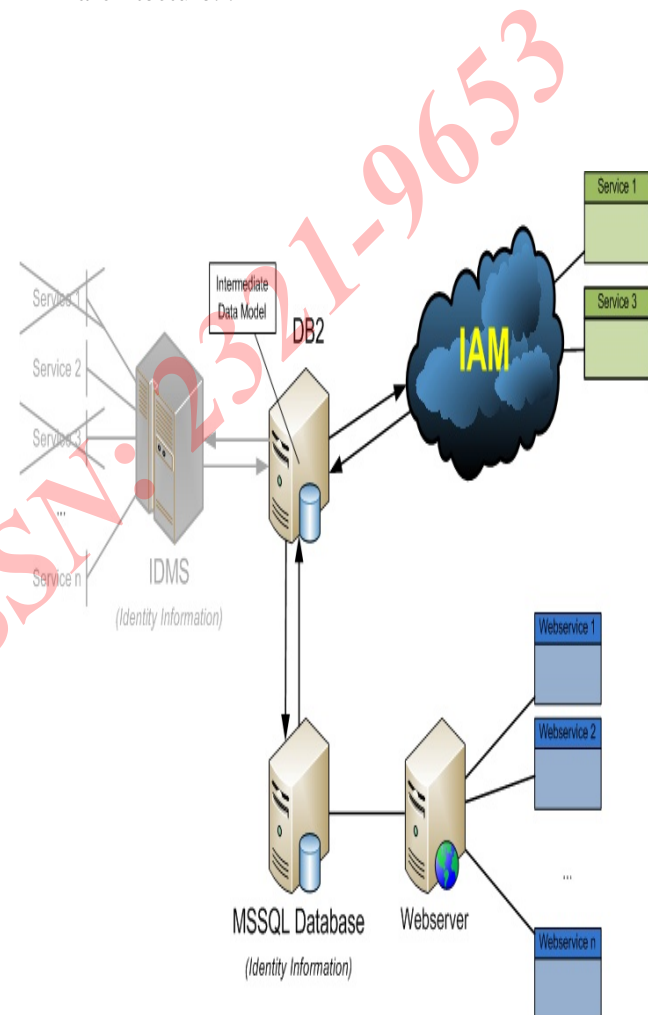 ISSN: 2321-9653
Service 1
Service 3
Service 1
Service 2
Service 3
...
Service n
Intermediate
Data Model
DB2
IAM
IDMS
(Identity Information)
Webservice 1
Webservice 2
...
Webservice n
MSSQL Database
(Identity Information)
Webserver